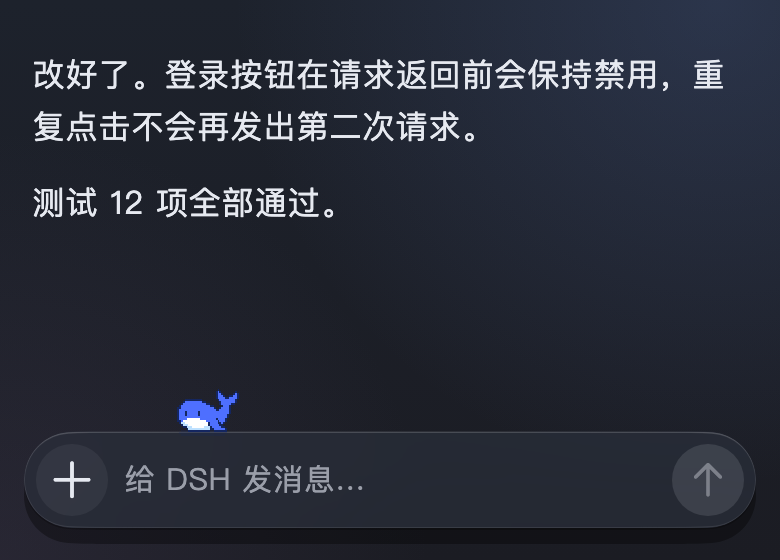 改好了。登录按钮在请求返回前会保持禁用，重
复点击不会再发出第二次请求。
测试 12 项全部通过。
给 DSH 发消息...